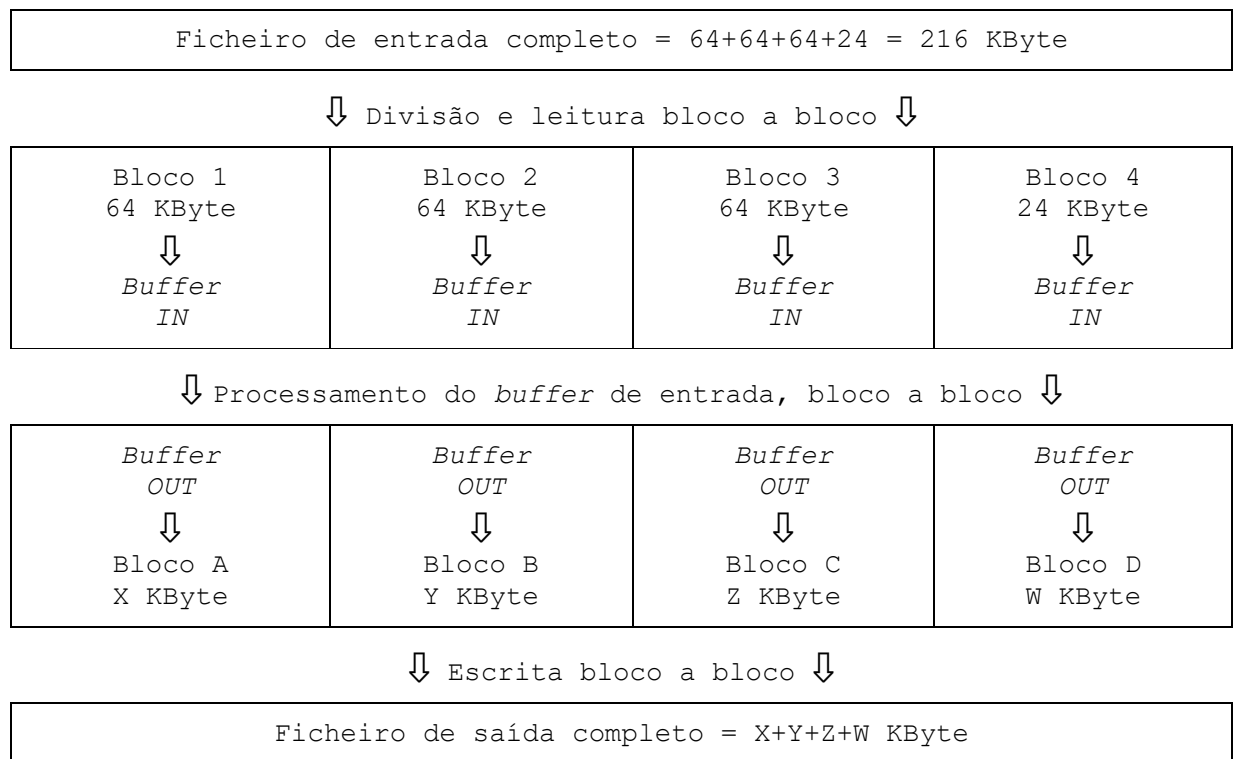 Ficheiro de entrada completo = 64+64+64+24 = 216 KByte
⇩ Divisão e leitura bloco a bloco ⇩
Bloco 1 Bloco 2 Bloco 3 Bloco 4
64 KByte 64 KByte 64 KByte 24 KByte
⇩ ⇩ ⇩ ⇩
Buffer Buffer Buffer Buffer
IN IN IN IN
⇩ Processamento do buffer de entrada, bloco a bloco ⇩
Buffer Buffer Buffer Buffer
OUT OUT OUT OUT
⇩ ⇩ ⇩ ⇩
Bloco A Bloco B Bloco C Bloco D
X KByte Y KByte Z KByte W KByte
⇩ Escrita bloco a bloco ⇩
Ficheiro de saída completo = X+Y+Z+W KByte